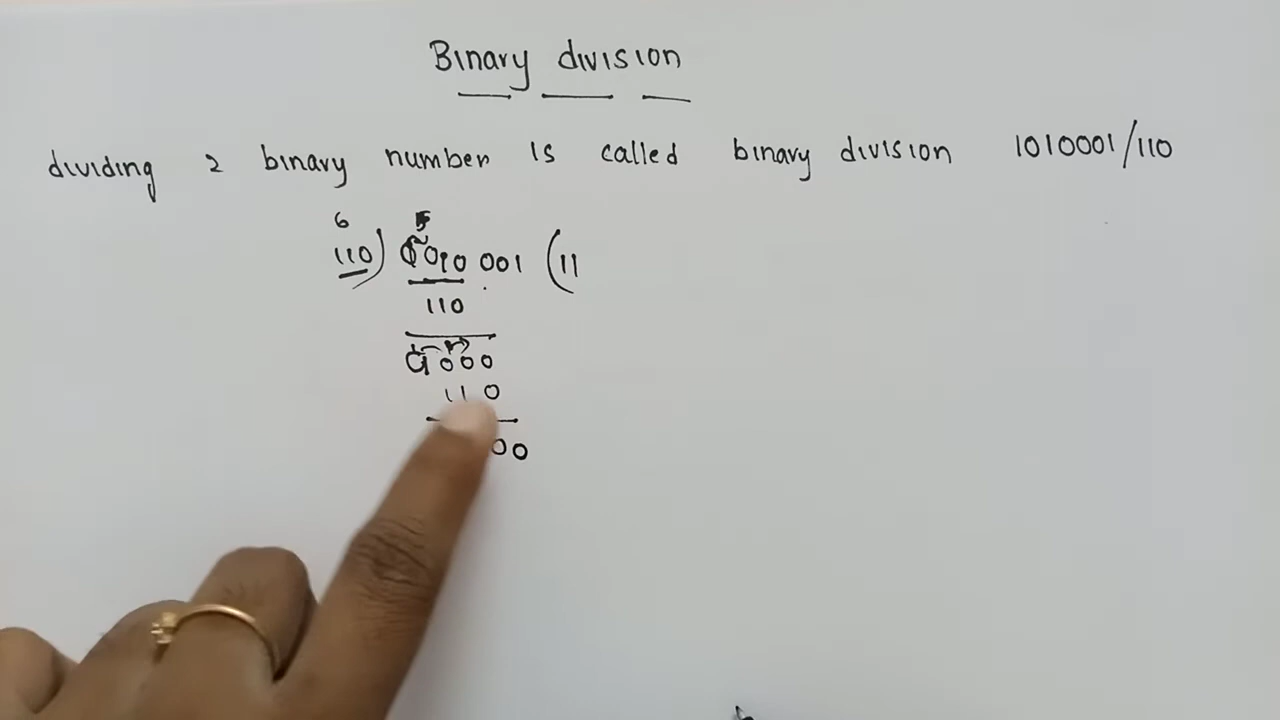 Binary division
dividing 2 binary number is called binary division 1010001/110
6
110) 1010 001 (11
110
1000
110
00